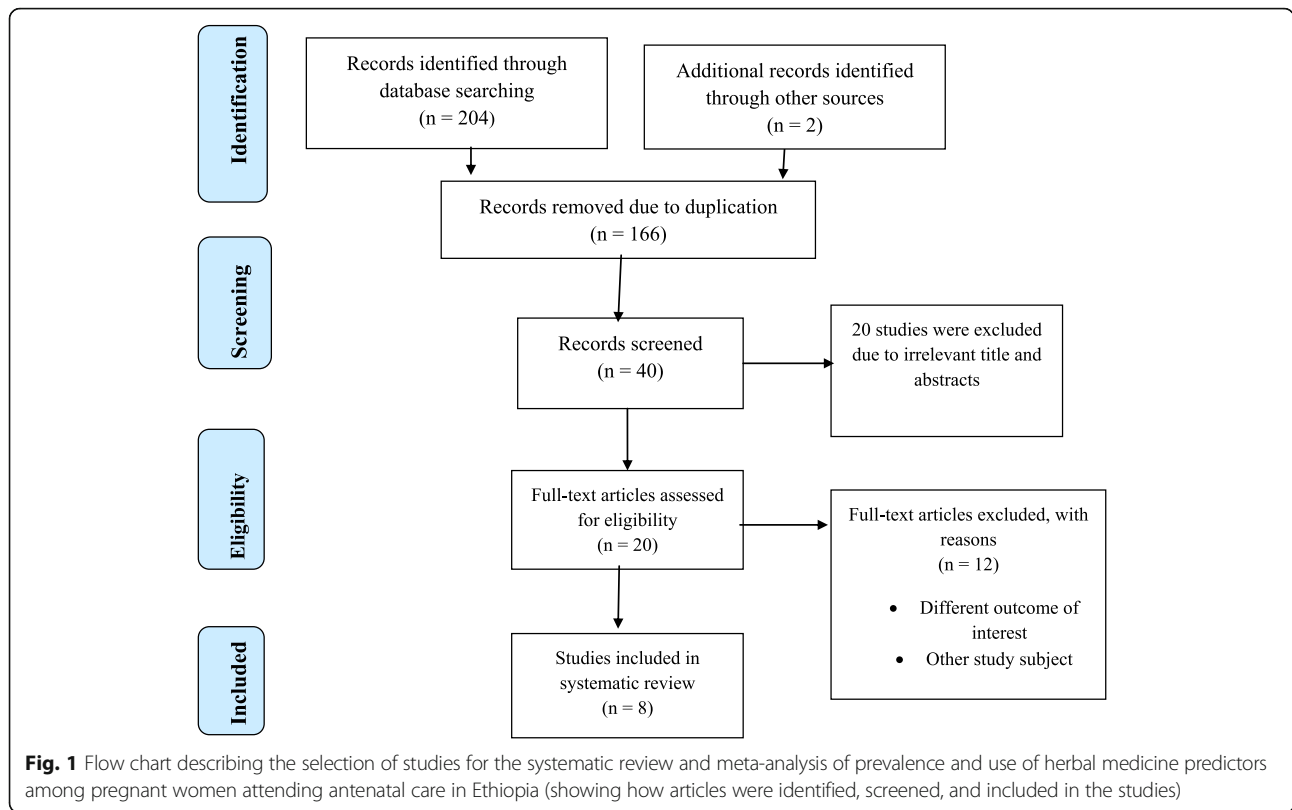 Identification
Records identified through
database searching
(n = 204)
Additional records identified
through other sources
(n = 2)
Records removed due to duplication
(n = 166)
Screening
Records screened
(n = 40)
20 studies were excluded
due to irrelevant title and
abstracts
Eligibility
Full-text articles assessed
for eligibility
(n = 20)
Full-text articles excluded, with
reasons
(n = 12)
• Different outcome of
interest
• Other study subject
Included
Studies included in
systematic review
(n = 8)
Fig. 1 Flow chart describing the selection of studies for the systematic review and meta-analysis of prevalence and use of herbal medicine predictors
among pregnant women attending antenatal care in Ethiopia (showing how articles were identified, screened, and included in the studies)